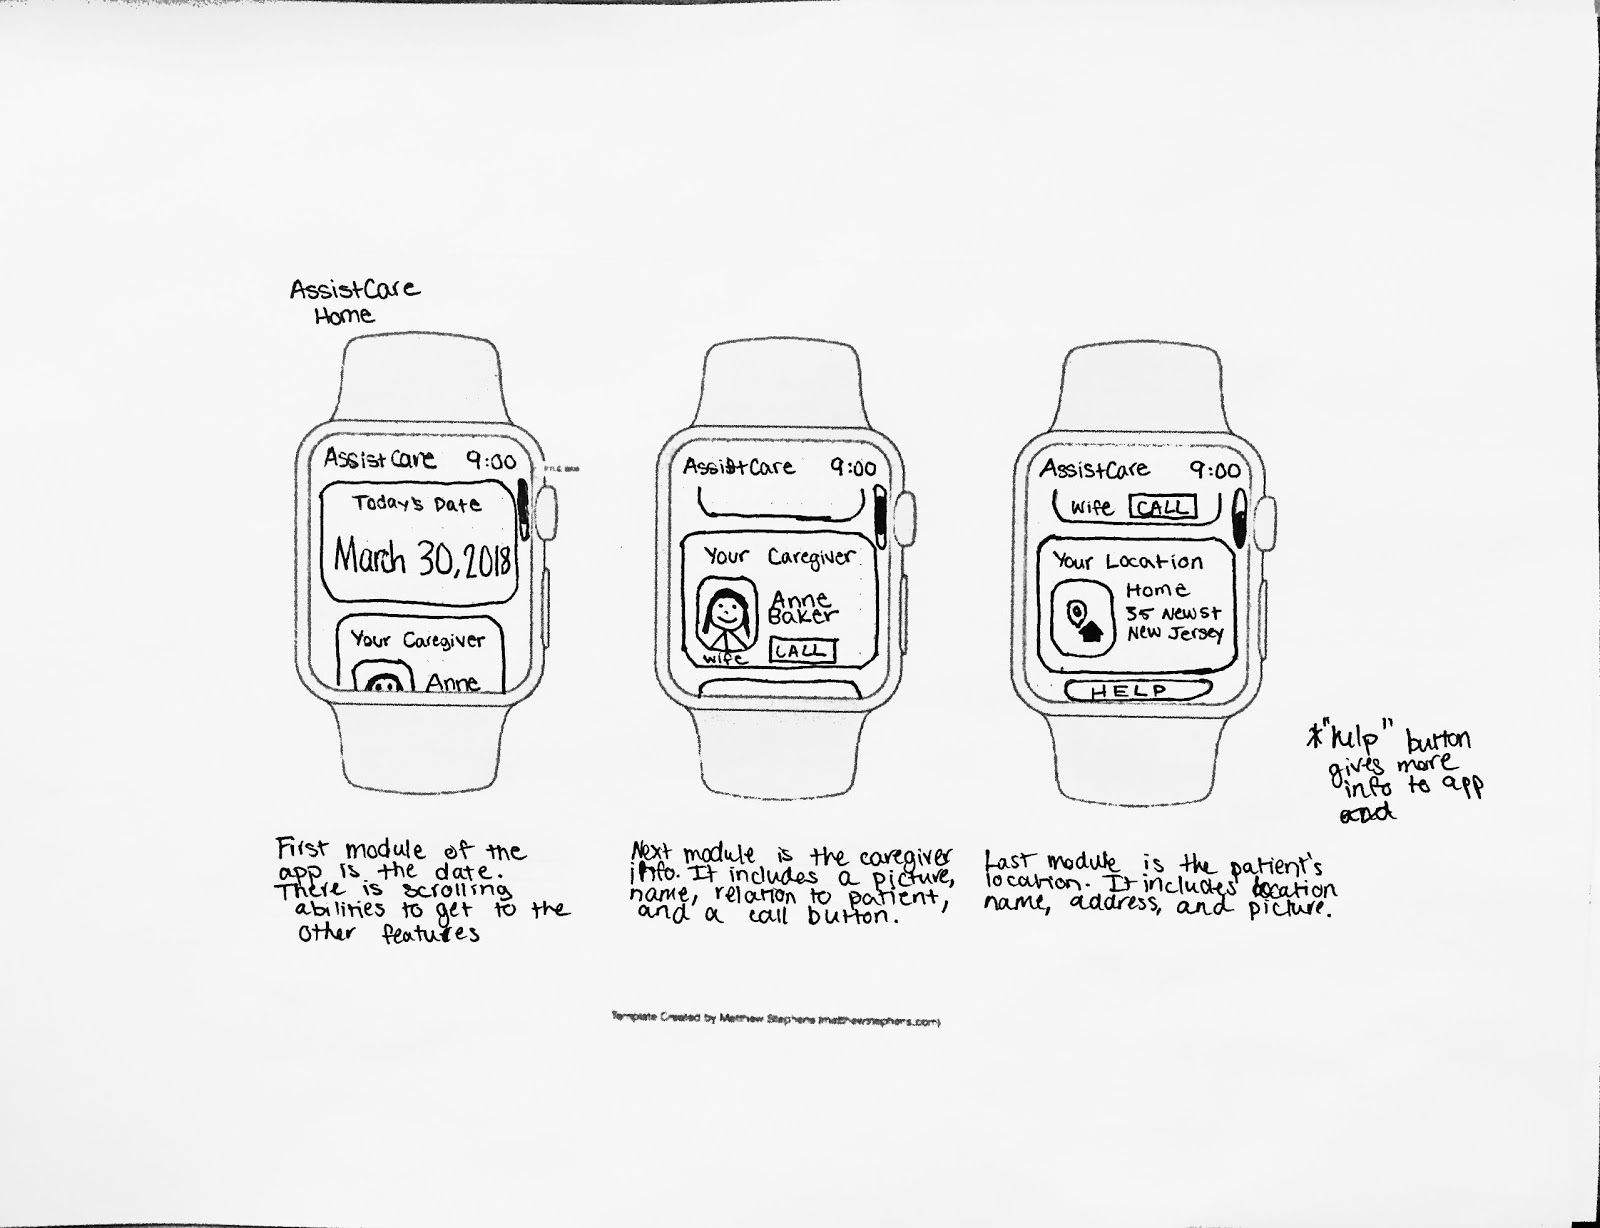 AssistCare
Home
AssistCare 9:00
Today's Date
March 30, 2018
Your Caregiver
Anne
AssistCare 9:00
Your Caregiver
Anne
Baker
wife CALL
AssistCare 9:00
wife CALL
Your Location
Home
35 New St
New Jersey
HELP
*"help" button
gives more
info to app
First module of the
app is the date.
There is scrolling
abilities to get to the
other features
Next module is the caregiver
info. It includes a picture,
name, relation to patient,
and a call button.
Last module is the patient's
location. It includes location
name, address, and picture.
Template Created by Matthew Stephens (matthewstephens.com)